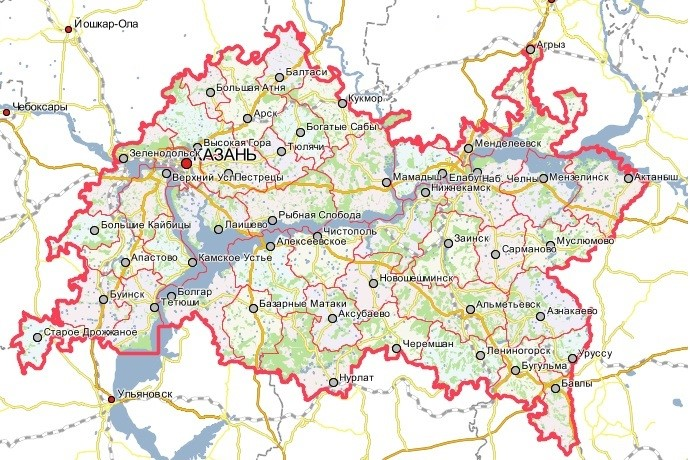 Йошкар-Ола
Агрыз
Балтаси
Большая Атня
Кукмор
Чебоксары
Арск
Богатые Сабы
Менделеевск
Высокая Гора
Тюлячи
Зеленодольск
КАЗАНЬ
Верхний Усл
Пестрецы
Мамадыш
Елабуг
Наб. Челны
Мензелинск
Актаныш
Нижнекамск
Рыбная Слобода
Лаишево
Большие Кайбицы
Чистополь
Алексеевское
Заинск
Муслюмово
Сарманово
Апастово
Камское Устье
Новошешминск
Буинск
Болгар
Тетюши
Базарные Матаки
Аксубаево
Альметьевск
Азнакаево
Старое Дрожжаное
Черемшан
Лениногорск
Уруссу
Бугульма
Нурлат
Бавлы
Ульяновск